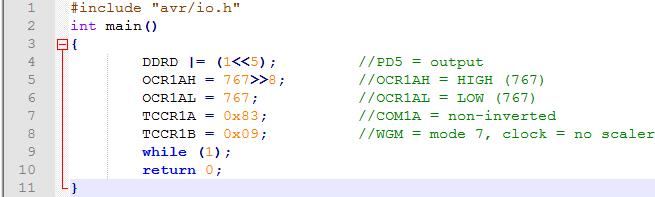 1 #include "avr/io.h"
2 int main()
3 {
4 DDRD |= (1<<5); //PD5 = output
5 OCR1AH = 767>>8; //OCR1AH = HIGH (767)
6 OCR1AL = 767; //OCR1AL = LOW (767)
7 TCCR1A = 0x83; //COM1A = non-inverted
8 TCCR1B = 0x09; //WGM = mode 7, clock = no scaler
9 while (1);
10 return 0;
11 }